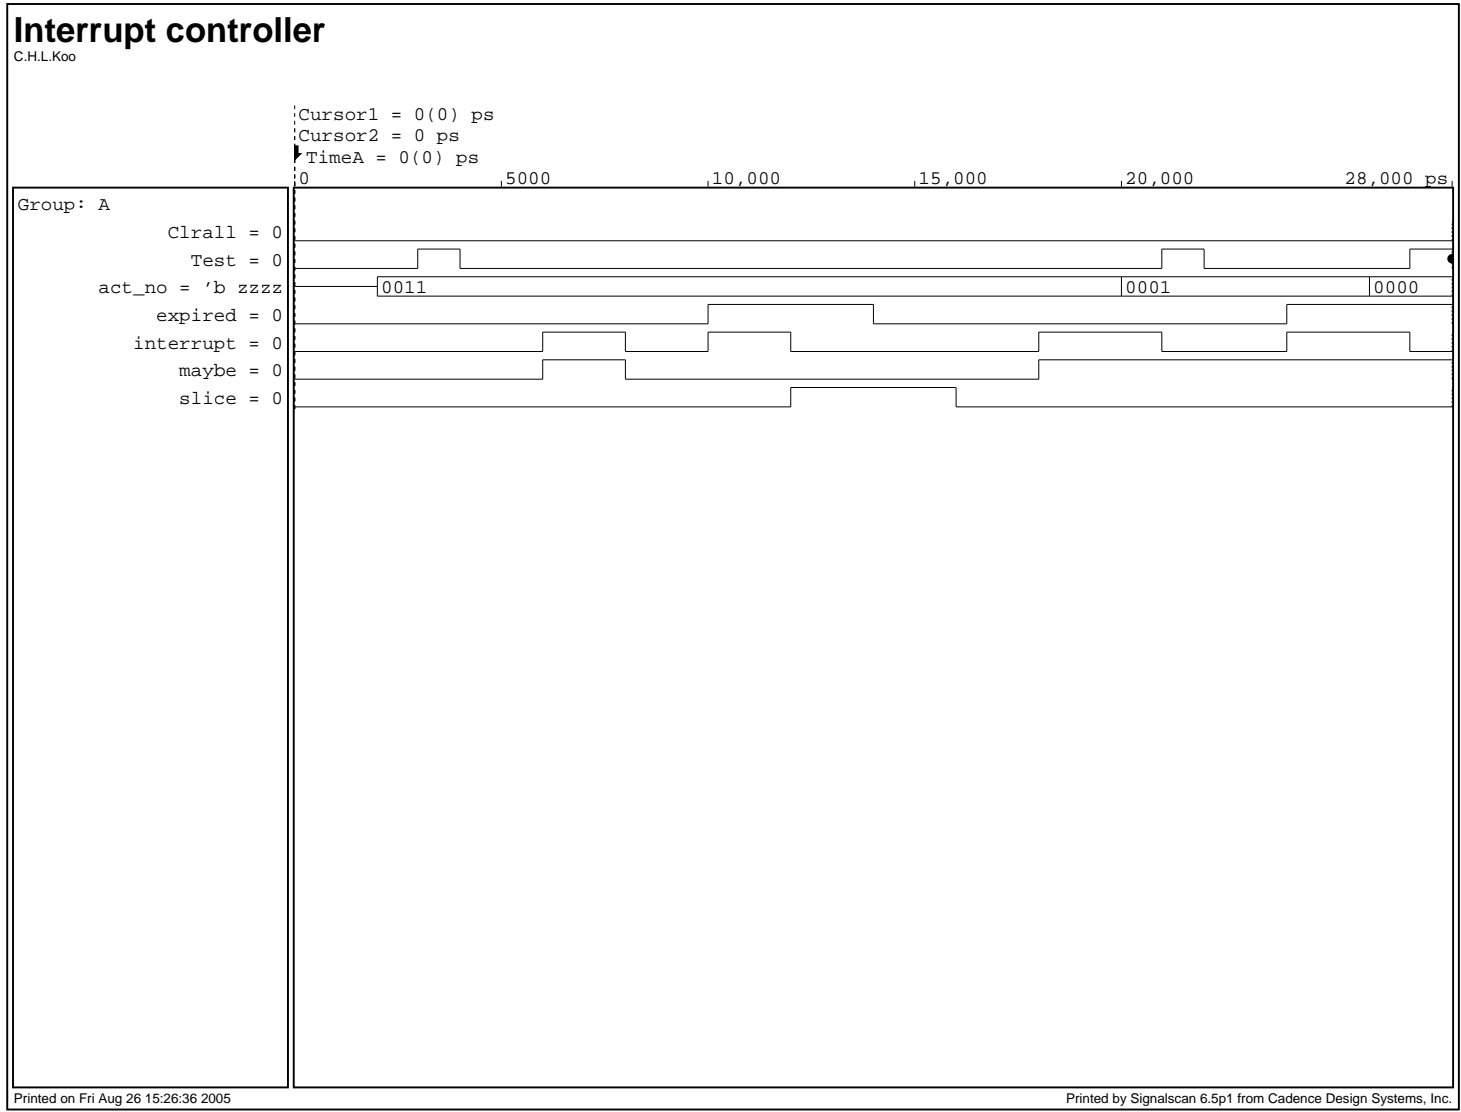 Interrupt controller
C.H.L.Koo
Cursor1 = 0(0) ps
Cursor2 = 0 ps
TimeA = 0(0) ps
0 5000 10,000 15,000 20,000 28,000 ps
Group: A
Clrall = 0
Test = 0
act_no = 'b zzzz 0011 0001 0000
expired = 0
interrupt = 0
maybe = 0
slice = 0
Printed on Fri Aug 26 15:26:36 2005 Printed by Signalscan 6.5p1 from Cadence Design Systems, Inc.